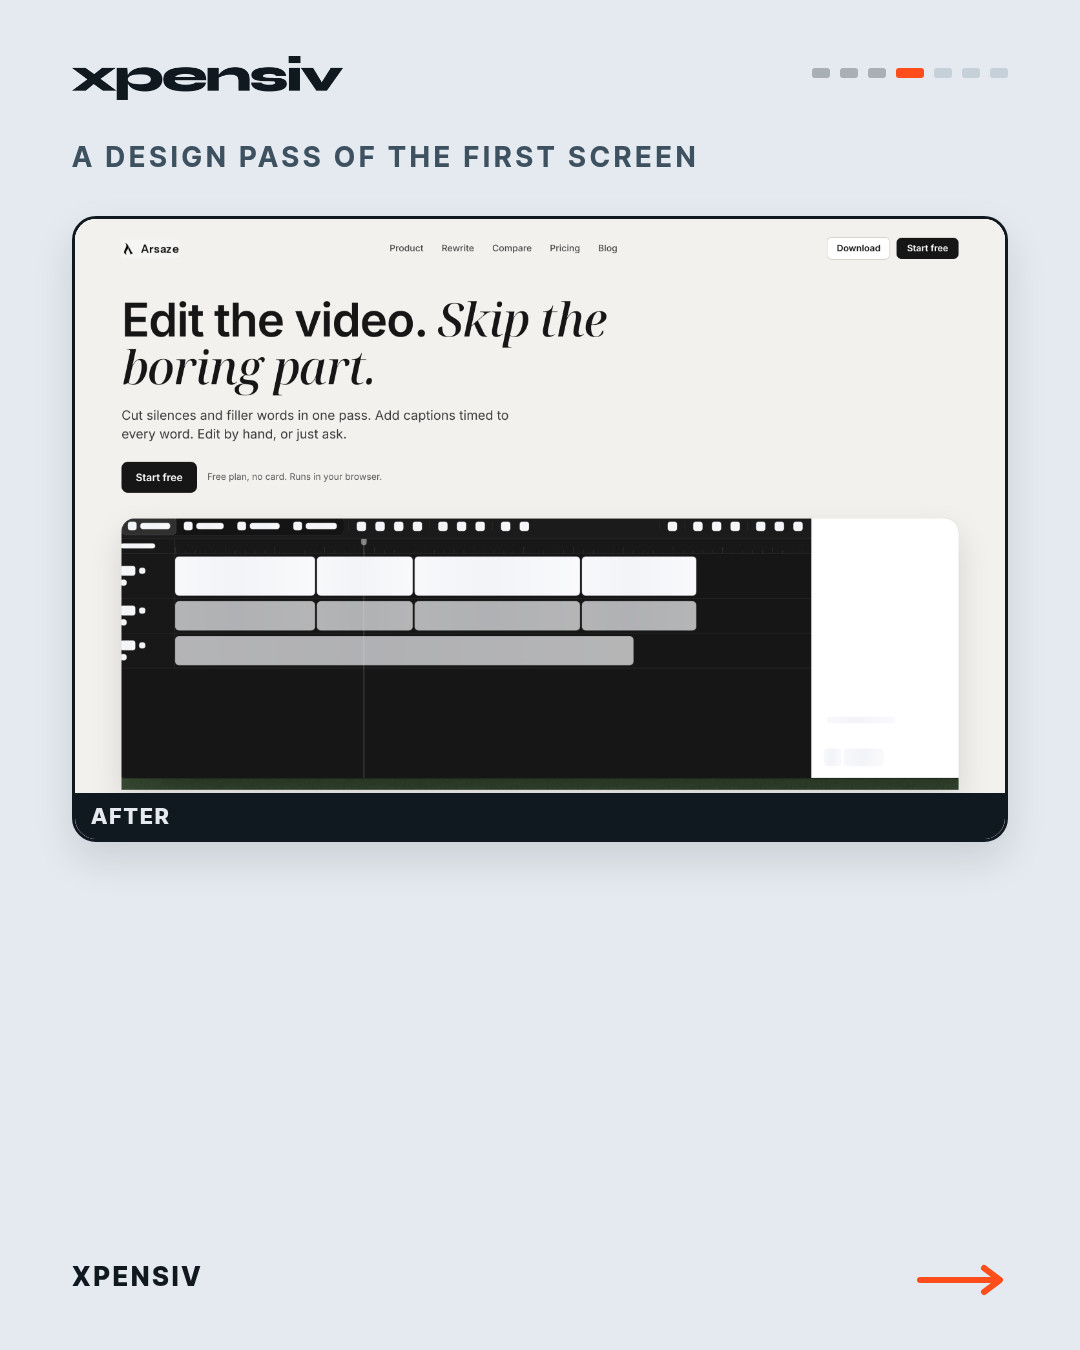 xpensiv
A DESIGN PASS OF THE FIRST SCREEN
Arsaze
Product Rewrite Compare Pricing Blog
Download Start free
Edit the video. Skip the
boring part.
Cut silences and filler words in one pass. Add captions timed to
every word. Edit by hand, or just ask.
Start free Free plan, no card. Runs in your browser.
AFTER
XPENSIV